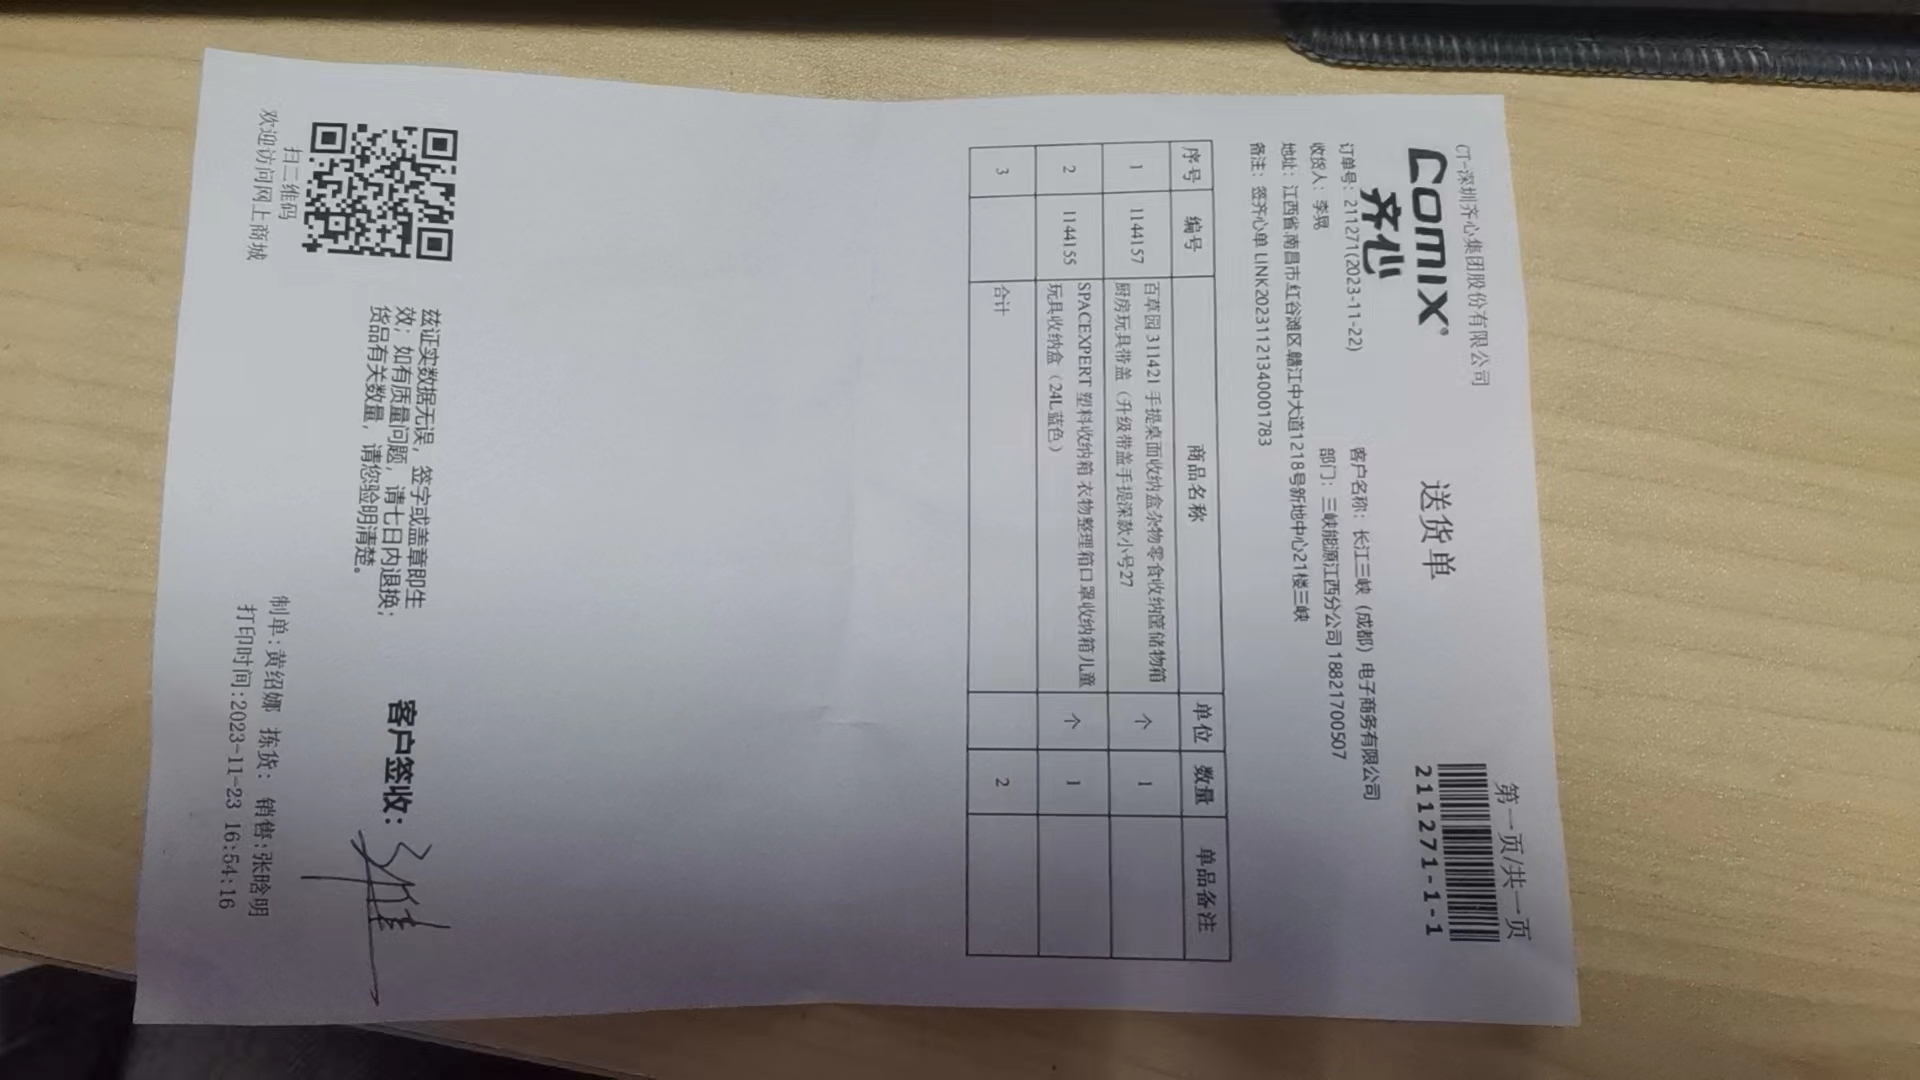 CT-深圳齐心集团股份有限公司
第一页/共一页
comix
齐心
送货单
211271-1-1
订单号：211271(2023-11-22)
客户名称：长江三峡（成都）电子商务有限公司
收货人：李晃
部门：三峡能源江西分公司 18821700507
地址：江西省.南昌市.红谷滩区.赣江中大道1218号新地中心21楼三峡
备注：签齐心单 LINK20231121340001783
序号 编号 商品名称 单位 数量 单品备注
1 1144157 百草园 311421 手提桌面收纳盒杂物零食收纳筐储物箱
厨房玩具带盖（升级带盖手提深款小号27 个 1
2 1144155 SPACEXPERT 塑料收纳箱 衣物整理箱口罩收纳箱儿童
玩具收纳盒（24L蓝色） 个 1
3 合计 2
兹证实数据无误，签字或盖章即生
效；如有质量问题，请七日内退换；
货品有关数量，请您验明清楚。
客户签收：
扫二维码
欢迎访问网上商城
制单:黄绍娜 拣货: 销售:张晗明
打印时间:2023-11-23 16:54:16